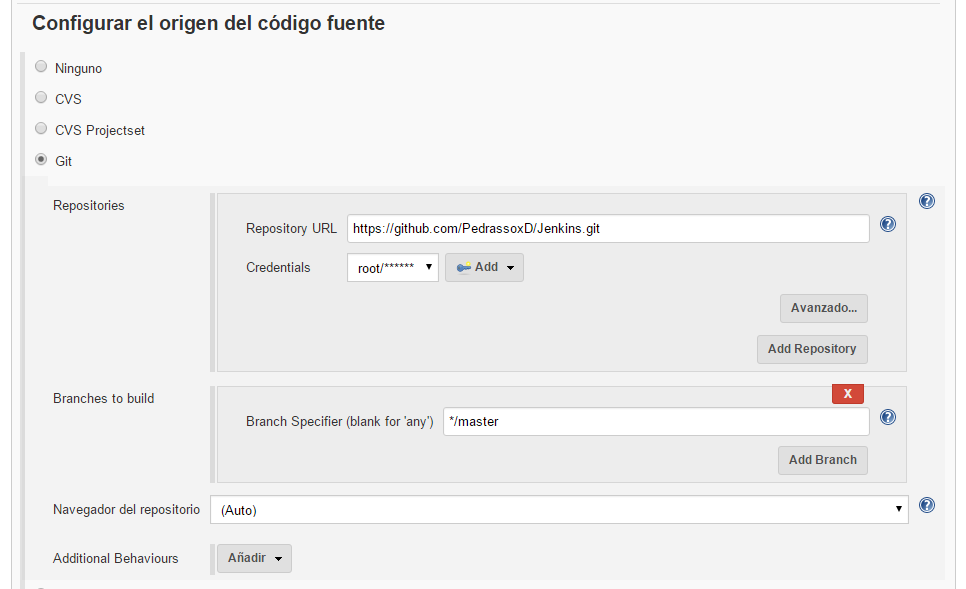 Configurar el origen del código fuente
Ninguno
CVS
CVS Projectset
Git
Repositories
Repository URL https://github.com/PedrassoxD/Jenkins.git
Credentials root/****** Add
Avanzado...
Add Repository
Branches to build
X
Branch Specifier (blank for 'any') */master
Add Branch
Navegador del repositorio (Auto)
Additional Behaviours Añadir